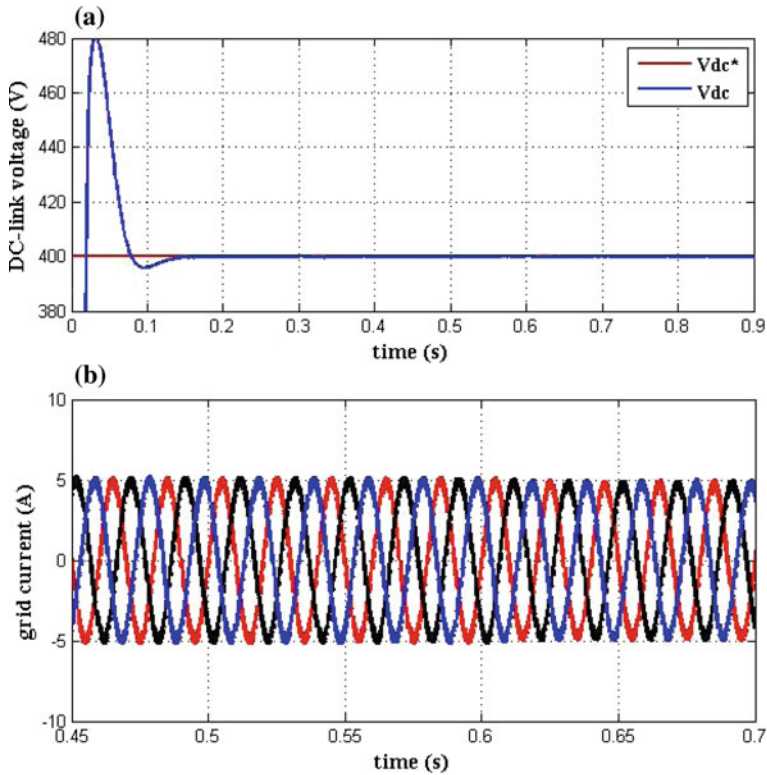 (a)
480
460
440
420
400
380
DC-link voltage (V)
Vdc*
Vdc
0 0.1 0.2 0.3 0.4 0.5 0.6 0.7 0.8 0.9
time (s)
(b)
10
5
0
-5
-10
grid current (A)
0.45 0.5 0.55 0.6 0.65 0.7
time (s)